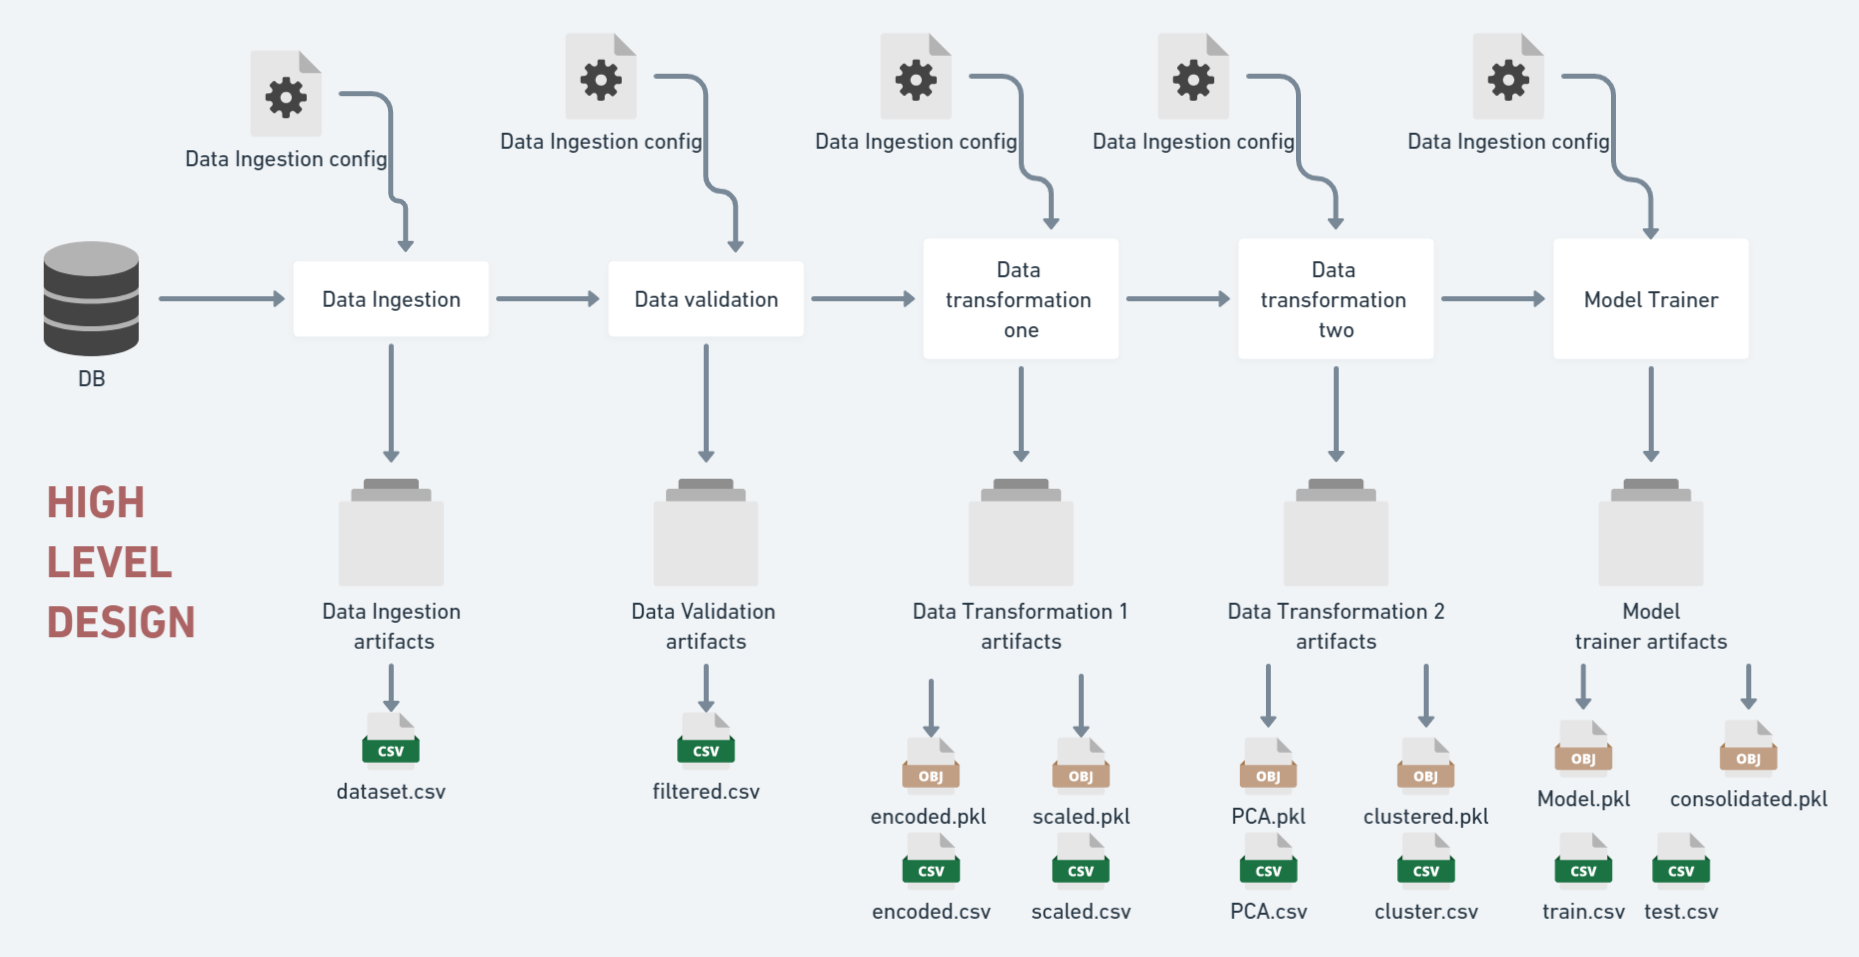 Data Ingestion config
Data Ingestion config
Data Ingestion config
Data Ingestion config
Data Ingestion config
DB
Data Ingestion
Data validation
Data
transformation
one
Data
transformation
two
Model Trainer
HIGH
LEVEL
DESIGN
Data Ingestion
artifacts
Data Validation
artifacts
Data Transformation 1
artifacts
Data Transformation 2
artifacts
Model
trainer artifacts
CSV
dataset.csv
CSV
filtered.csv
OBJ
encoded.pkl
OBJ
scaled.pkl
CSV
encoded.csv
CSV
scaled.csv
OBJ
PCA.pkl
OBJ
clustered.pkl
CSV
PCA.csv
CSV
cluster.csv
OBJ
Model.pkl
OBJ
consolidated.pkl
CSV
train.csv
CSV
test.csv